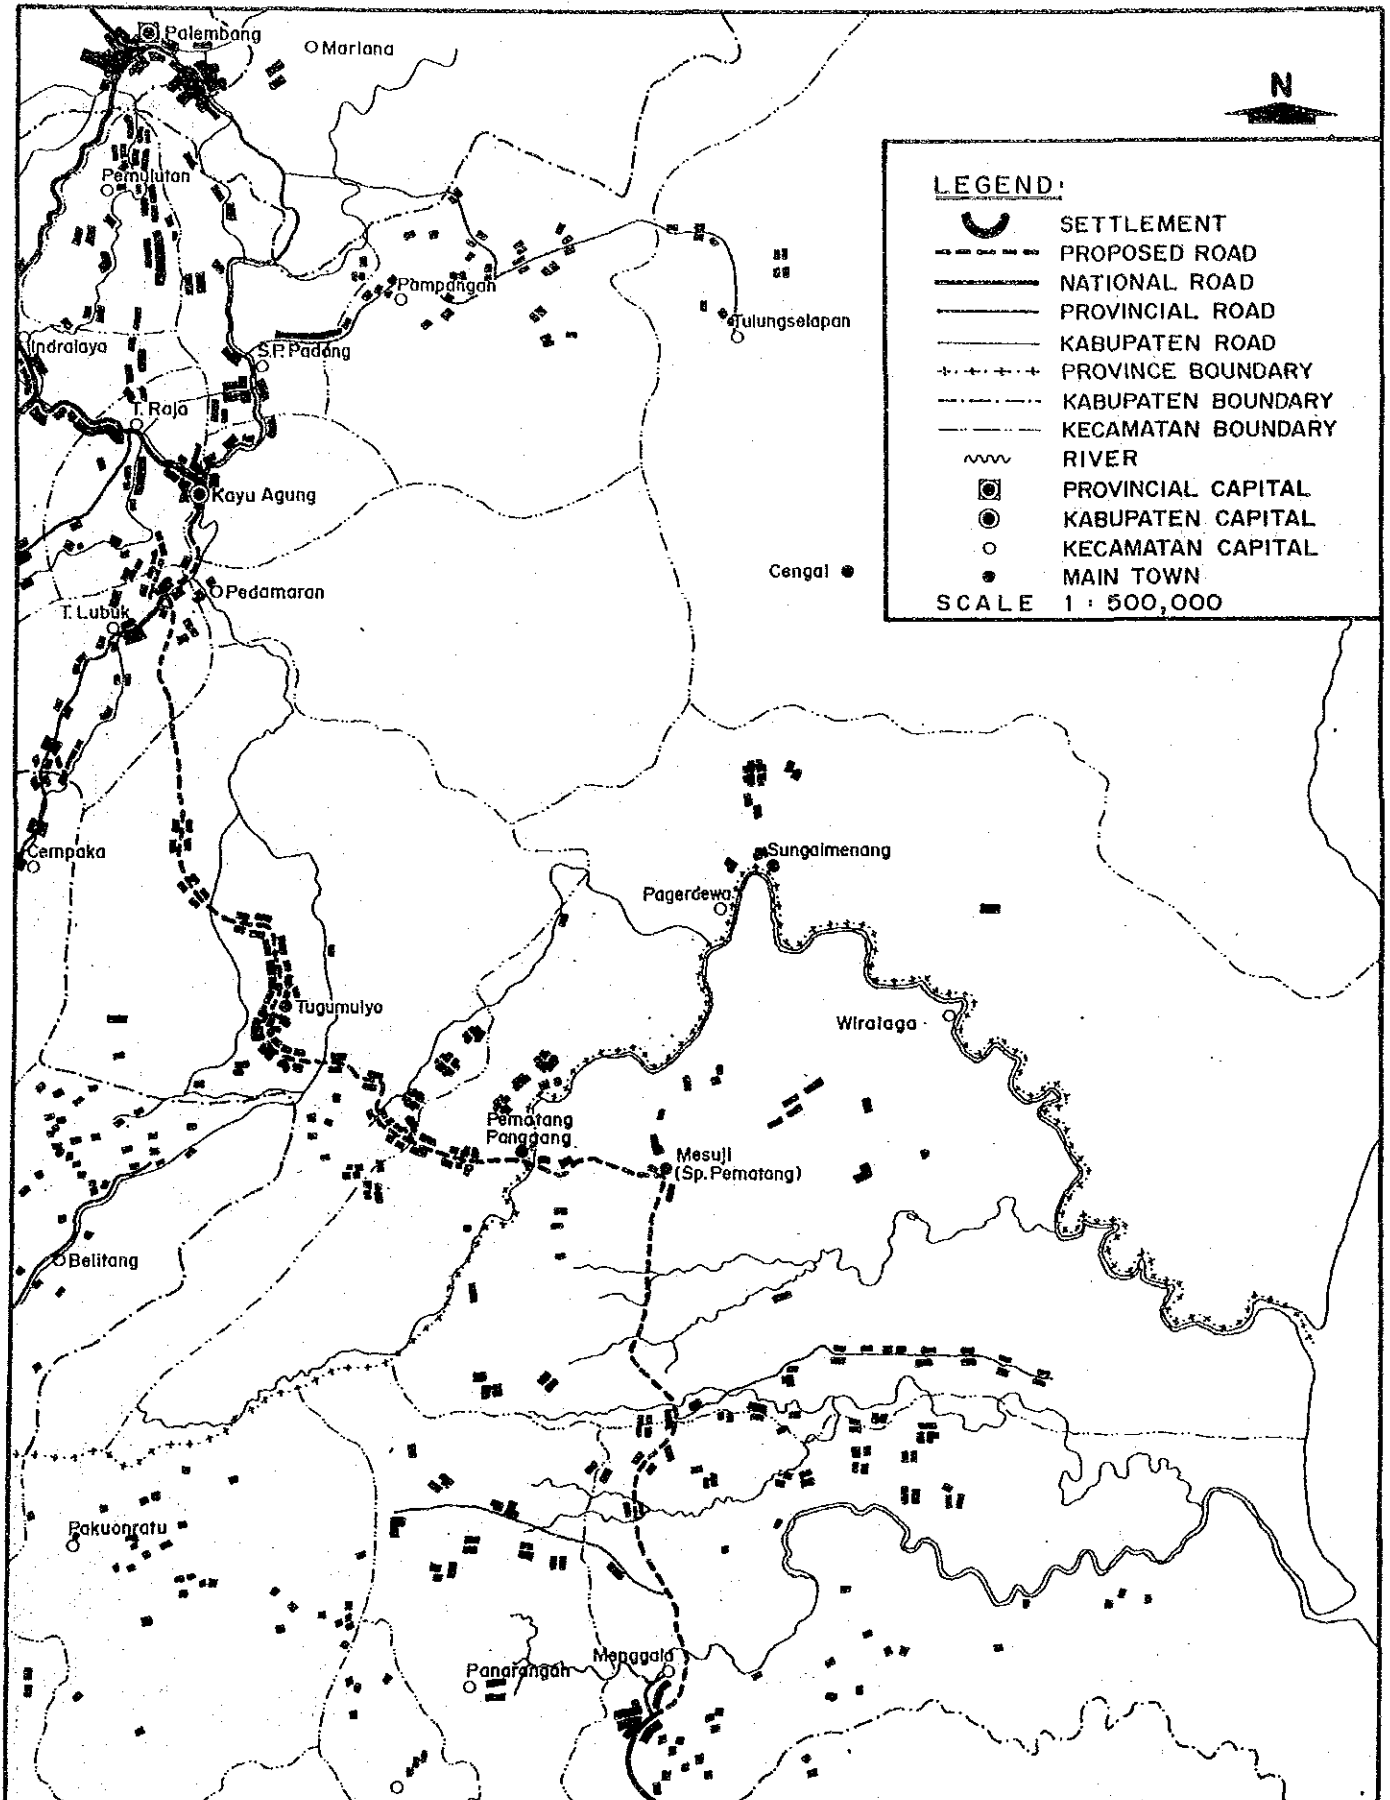 Palembang
Mariana
N
LEGEND:
SETTLEMENT
PROPOSED ROAD
NATIONAL ROAD
PROVINCIAL ROAD
KABUPATEN ROAD
PROVINCE BOUNDARY
KABUPATEN BOUNDARY
KECAMATAN BOUNDARY
RIVER
PROVINCIAL CAPITAL
KABUPATEN CAPITAL
KECAMATAN CAPITAL
MAIN TOWN
SCALE 1 : 500,000
Pemulutan
Pampangan
Tulungselapan
Indralaya
S.P. Padang
T. Raja
Kayu Agung
Cengal
Pedamaran
T. Lubuk
Cempaka
Sungaimenang
Pagerdewa
Tugumulyo
Wiralaga
Pematang
Panggang
Mesuji
(Sp. Pematang)
Belitang
Pakuonratu
Menggala
Panarangan